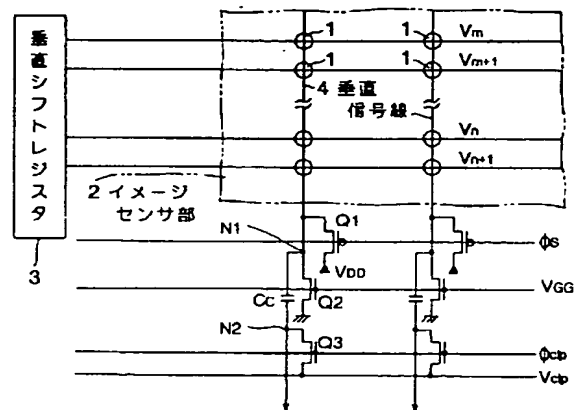 垂直シフトレジスタ
3
1 1 Vm
1 1 Vm+1
4 垂直
信号線
Vn
Vn+1
2 イメージ
センサ部
N1 Q1 ΦS
VDD
VGG
Cc Q2
N2 Q3 Φclp
Vclp